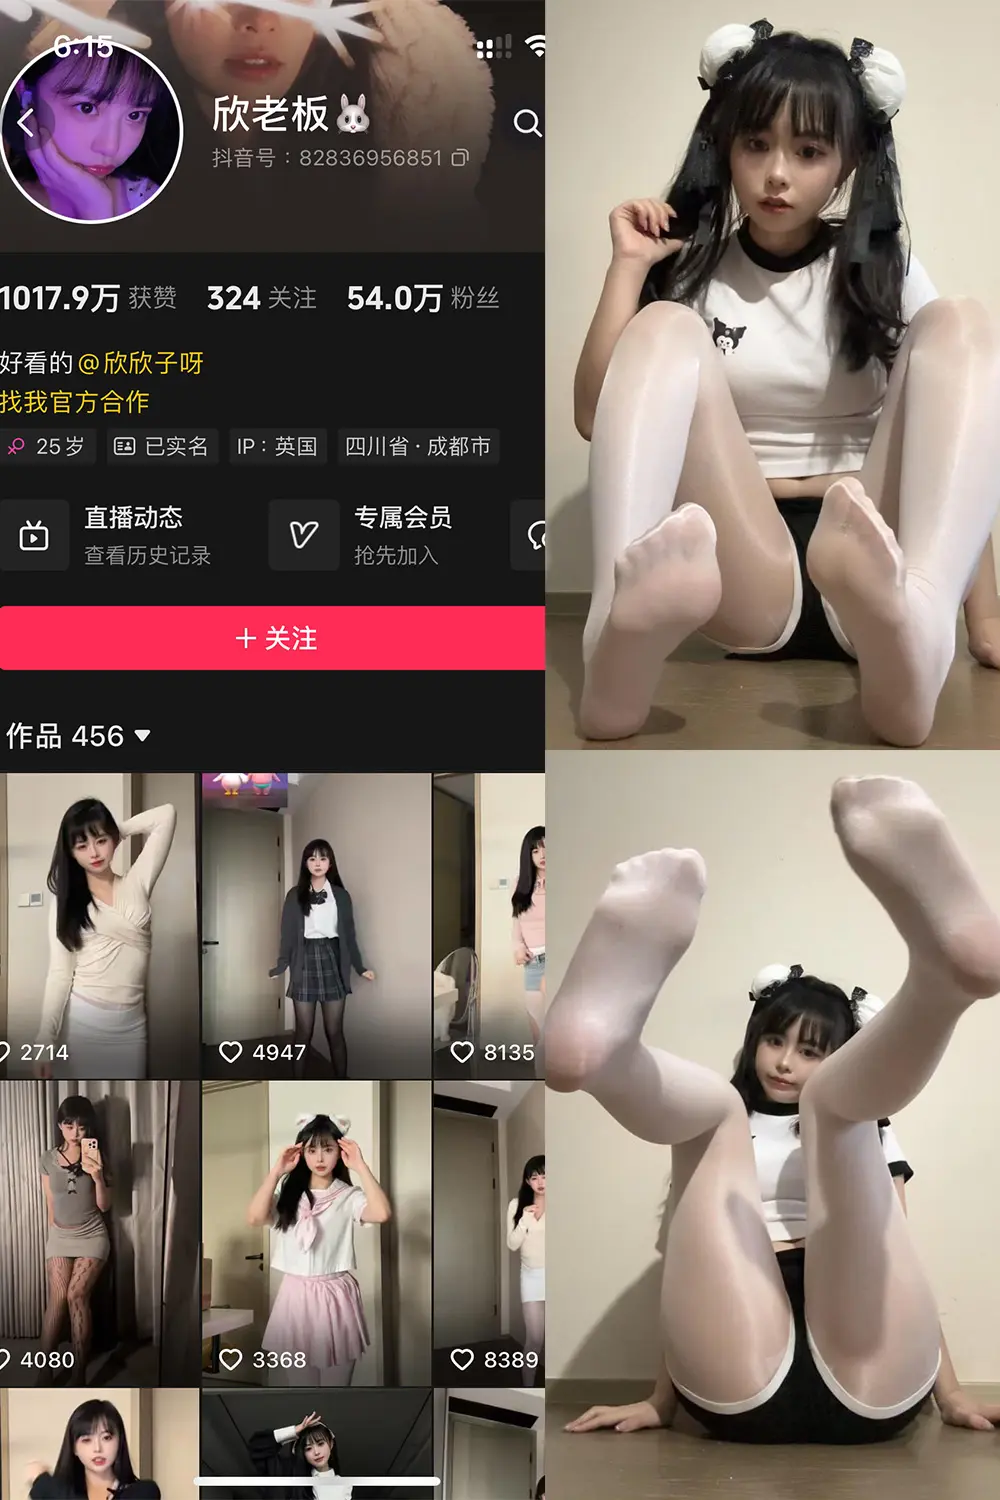 6:15
欣老板🐰
抖音号：82836956851
1017.9万 获赞 324 关注 54.0万 粉丝
好看的@欣欣子呀
找我官方合作
25岁 已实名 IP：英国 四川省·成都市
直播动态 专属会员
查看历史记录 抢先加入
+ 关注
作品 456
2714 4947 8135
4080 3368 8389